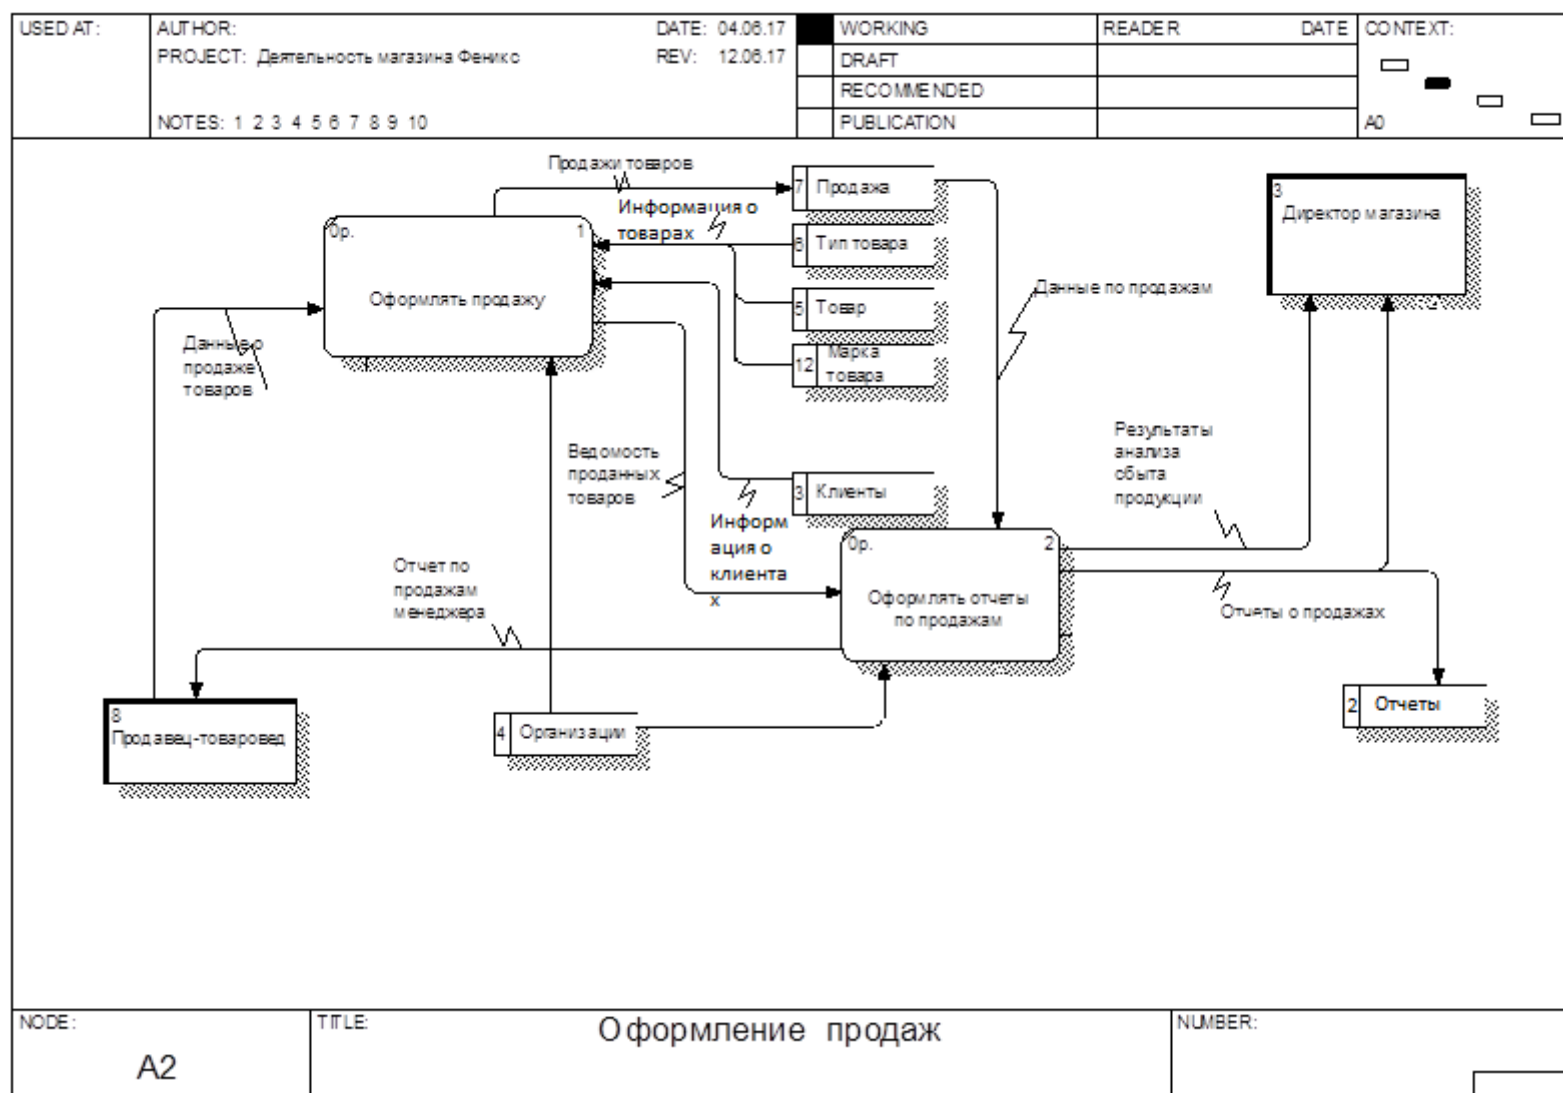 USED AT:
AUTHOR:
DATE: 04.06.17
PROJECT: Деятельность магазина Феникс
REV: 12.06.17
NOTES: 1 2 3 4 5 6 7 8 9 10
WORKING
DRAFT
RECOMMENDED
PUBLICATION
READER
DATE
CONTEXT:
A0
Продажи товаров
7
Продажа
Информация о
товарах
6
Тип товара
3
Директор магазина
0р.
1
Оформлять продажу
Данные по продажам
5
Товар
Данные о
продаже
товаров
12
Марка
товара
Ведомость
проданных
товаров
Результаты
анализа
сбыта
продукции
3
Клиенты
Информ
ация о
клиента
х
0р.
2
Оформлять отчеты
по продажам
Отчет по
продажам
менеджера
Отчеты о продажах
8
Продавец-товаровед
4
Организации
2
Отчеты
NODE:
A2
TITLE:
Оформление продаж
NUMBER: